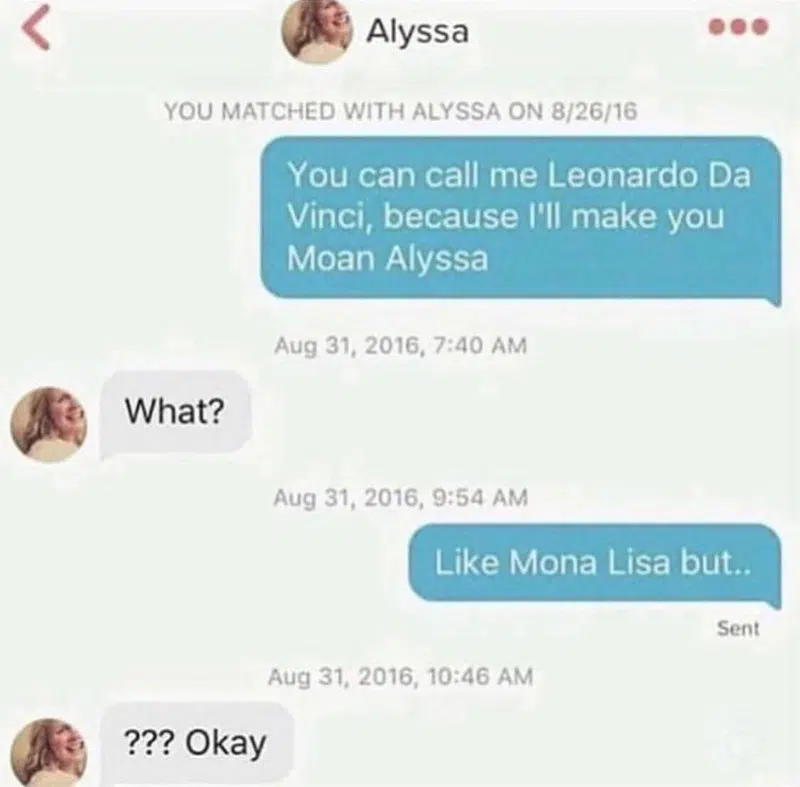 Alyssa
YOU MATCHED WITH ALYSSA ON 8/26/16
You can call me Leonardo Da
Vinci, because I'll make you
Moan Alyssa
Aug 31, 2016, 7:40 AM
What?
Aug 31, 2016, 9:54 AM
Like Mona Lisa but..
Sent
Aug 31, 2016, 10:46 AM
??? Okay